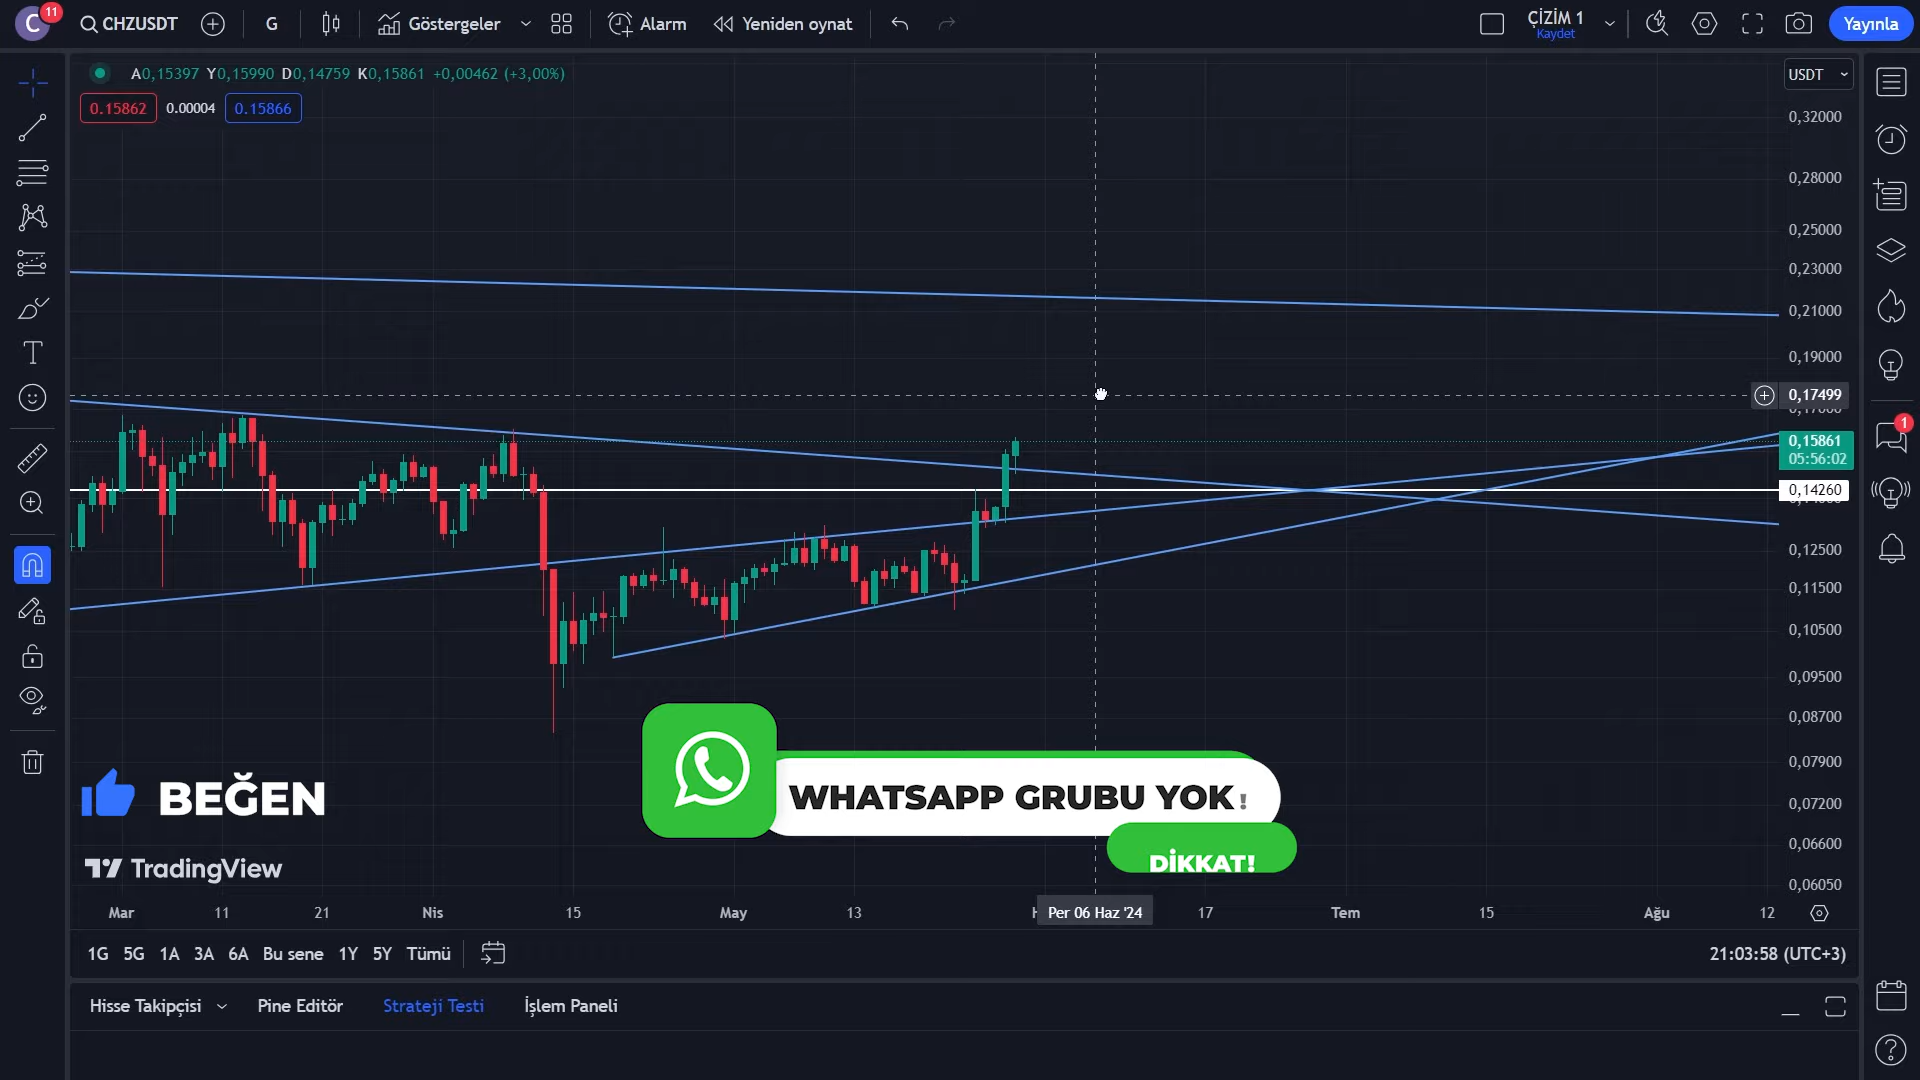 C
11
CHZUSDT
G
Göstergeler
Alarm
Yeniden oynat
ÇİZİM 1
Kaydet
Yayınla
A0,15397 Y0,15990 D0,14759 K0,15861 +0,00462 (+3,00%)
0.15862
0.00004
0.15866
USDT
0,32000
0,28000
0,25000
0,23000
0,21000
0,19000
0,17499
0,15861
05:56:02
0,14260
0,12500
0,11500
0,10500
0,09500
0,08700
0,07900
0,07200
0,06600
0,06050
1
BEĞEN
WHATSAPP GRUBU YOK !
DİKKAT!
TradingView
Mar
11
21
Nis
15
May
13
Per 06 Haz '24
17
Tem
15
Ağu
12
1G 5G 1A 3A 6A Bu sene 1Y 5Y Tümü
21:03:58 (UTC+3)
Hisse Takipçisi
Pine Editör
Strateji Testi
İşlem Paneli